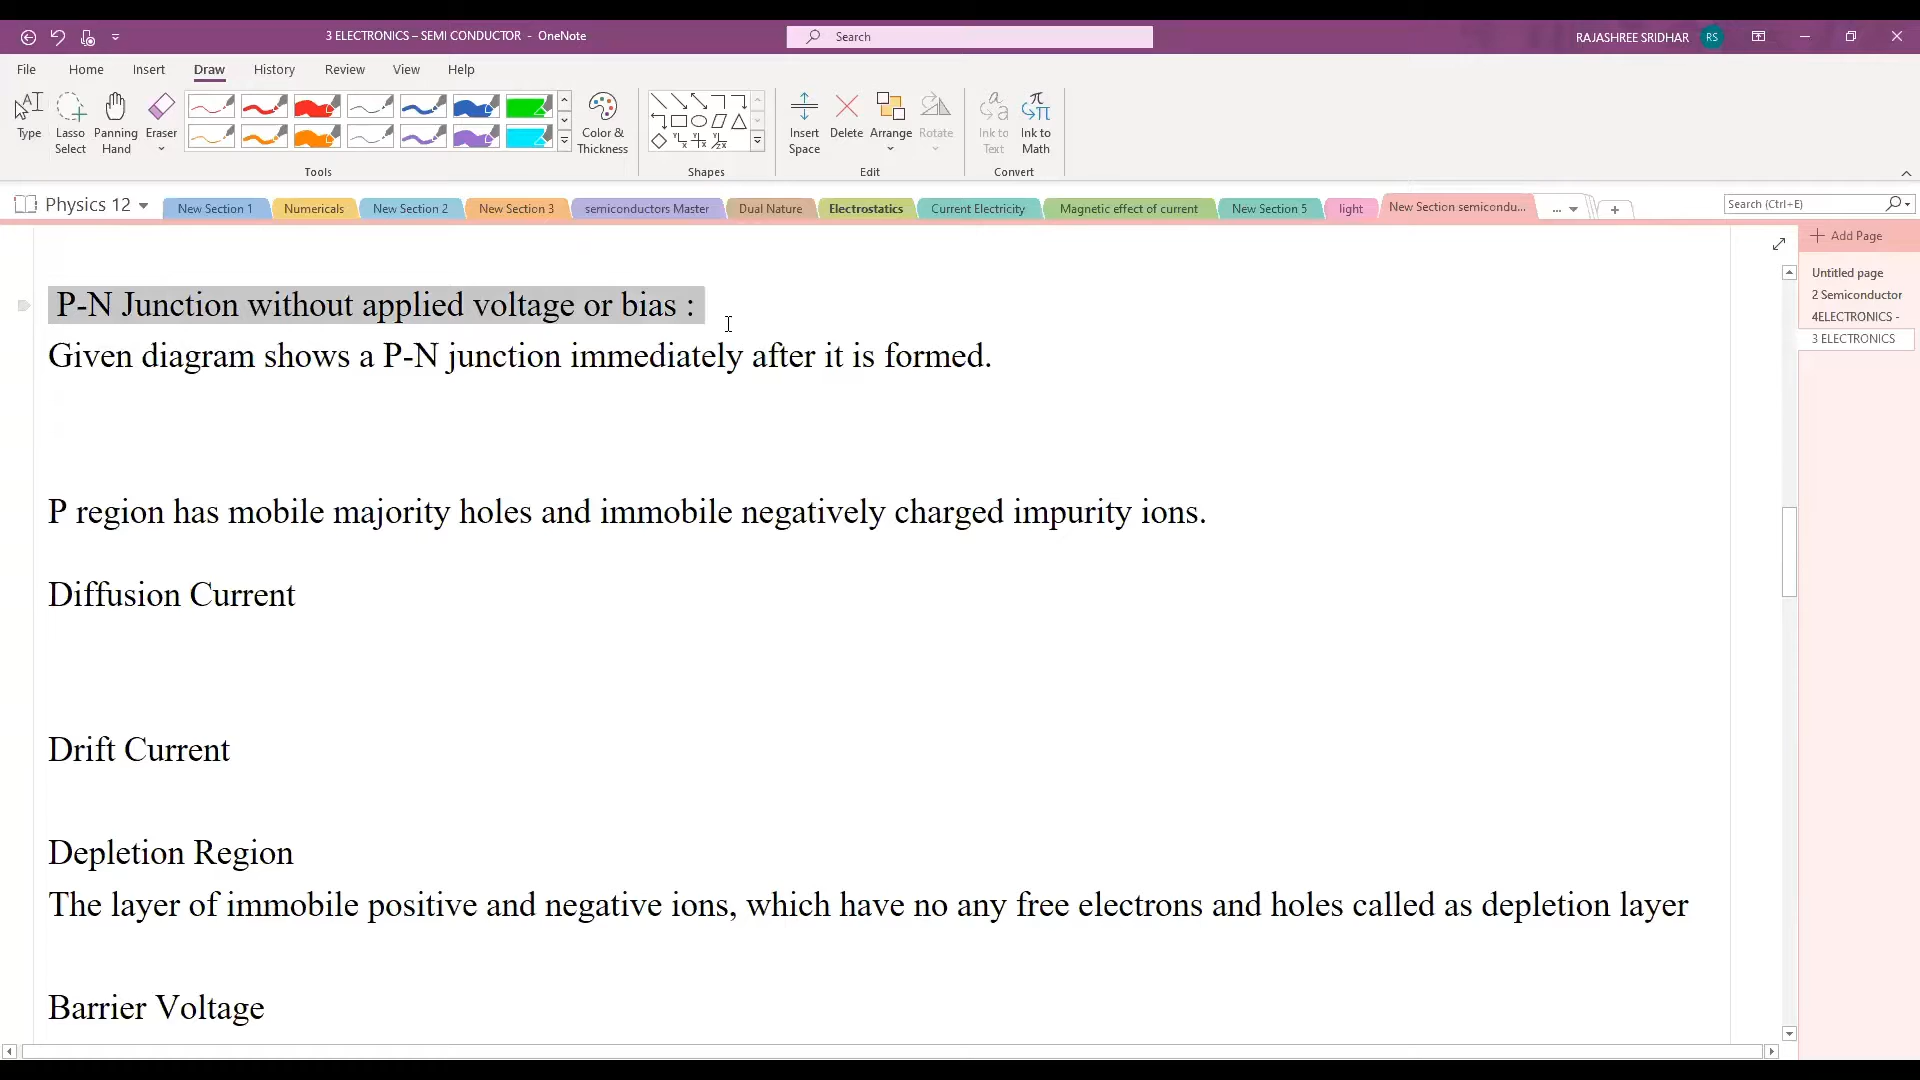 3 ELECTRONICS – SEMI CONDUCTOR - OneNote
Search
RAJASHREE SRIDHAR
RS
File Home Insert Draw History Review View Help
Type
Lasso Select
Panning Hand
Eraser
Color & Thickness
Insert Space
Delete
Arrange
Rotate
Ink to Text
Ink to Math
Tools
Shapes
Edit
Convert
Physics 12
New Section 1
Numericals
New Section 2
New Section 3
semiconductors Master
Dual Nature
Electrostatics
Current Electricity
Magnetic effect of current
New Section 5
light
New Section semicondu...
...
Search (Ctrl+E)
Add Page
Untitled page
2 Semiconductor
4ELECTRONICS -
3 ELECTRONICS
P-N Junction without applied voltage or bias :
Given diagram shows a P-N junction immediately after it is formed.
P region has mobile majority holes and immobile negatively charged impurity ions.
Diffusion Current
Drift Current
Depletion Region
The layer of immobile positive and negative ions, which have no any free electrons and holes called as depletion layer
Barrier Voltage